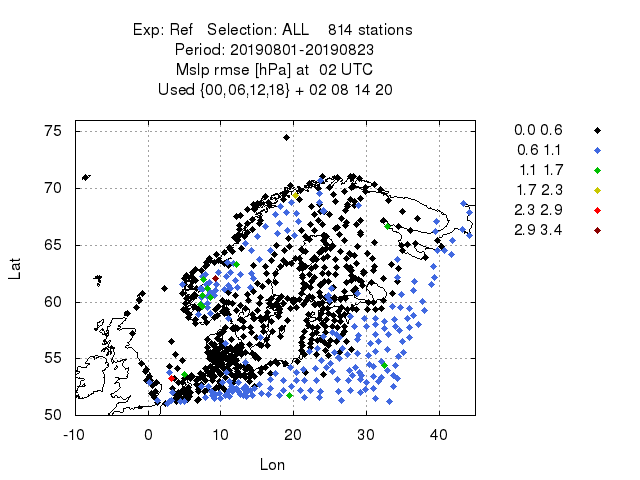 Exp: Ref   Selection: ALL    814 stations
Period: 20190801-20190823
Mslp rmse [hPa] at  02 UTC
Used {00,06,12,18} + 02 08 14 20
75
70
65
60
55
50
Lat
-10 0 10 20 30 40
Lon
0.0 0.6
0.6 1.1
1.1 1.7
1.7 2.3
2.3 2.9
2.9 3.4